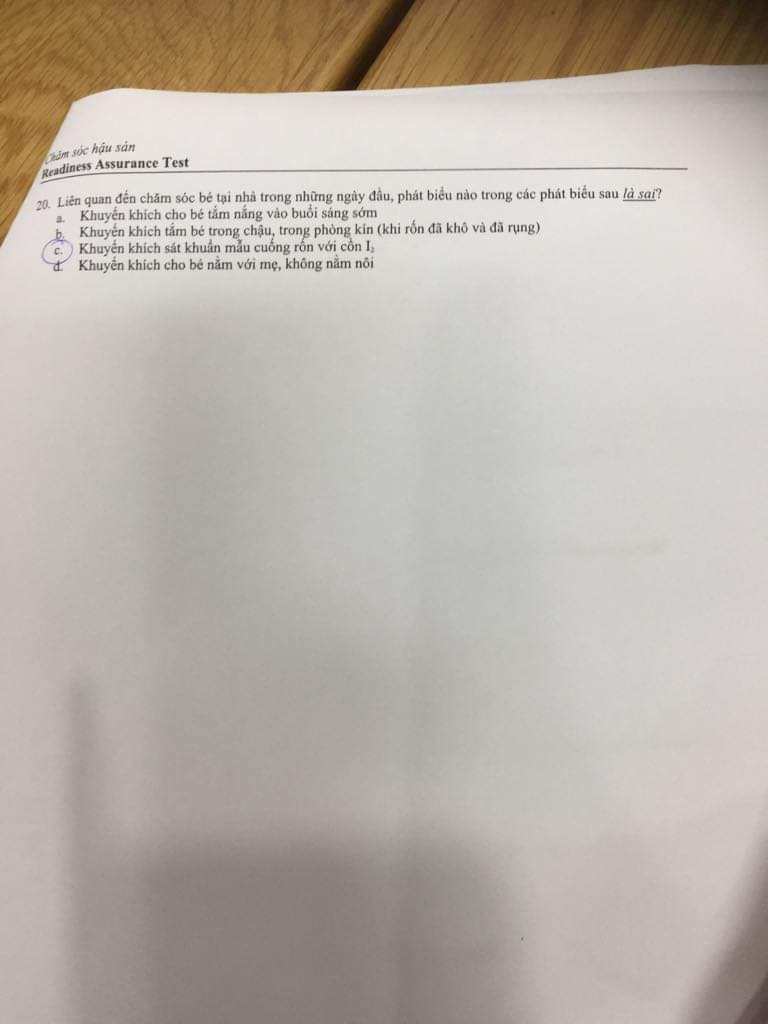 Chăm sóc hậu sản
Readiness Assurance Test
20. Liên quan đến chăm sóc bé tại nhà trong những ngày đầu, phát biểu nào trong các phát biểu sau là sai?
a. Khuyến khích cho bé tắm nắng vào buổi sáng sớm
b. Khuyến khích tắm bé trong chậu, trong phòng kín (khi rốn đã khô và đã rụng)
c. Khuyến khích sát khuẩn mẩu cuống rốn với cồn I₂
d. Khuyến khích cho bé nằm với mẹ, không nằm nôi